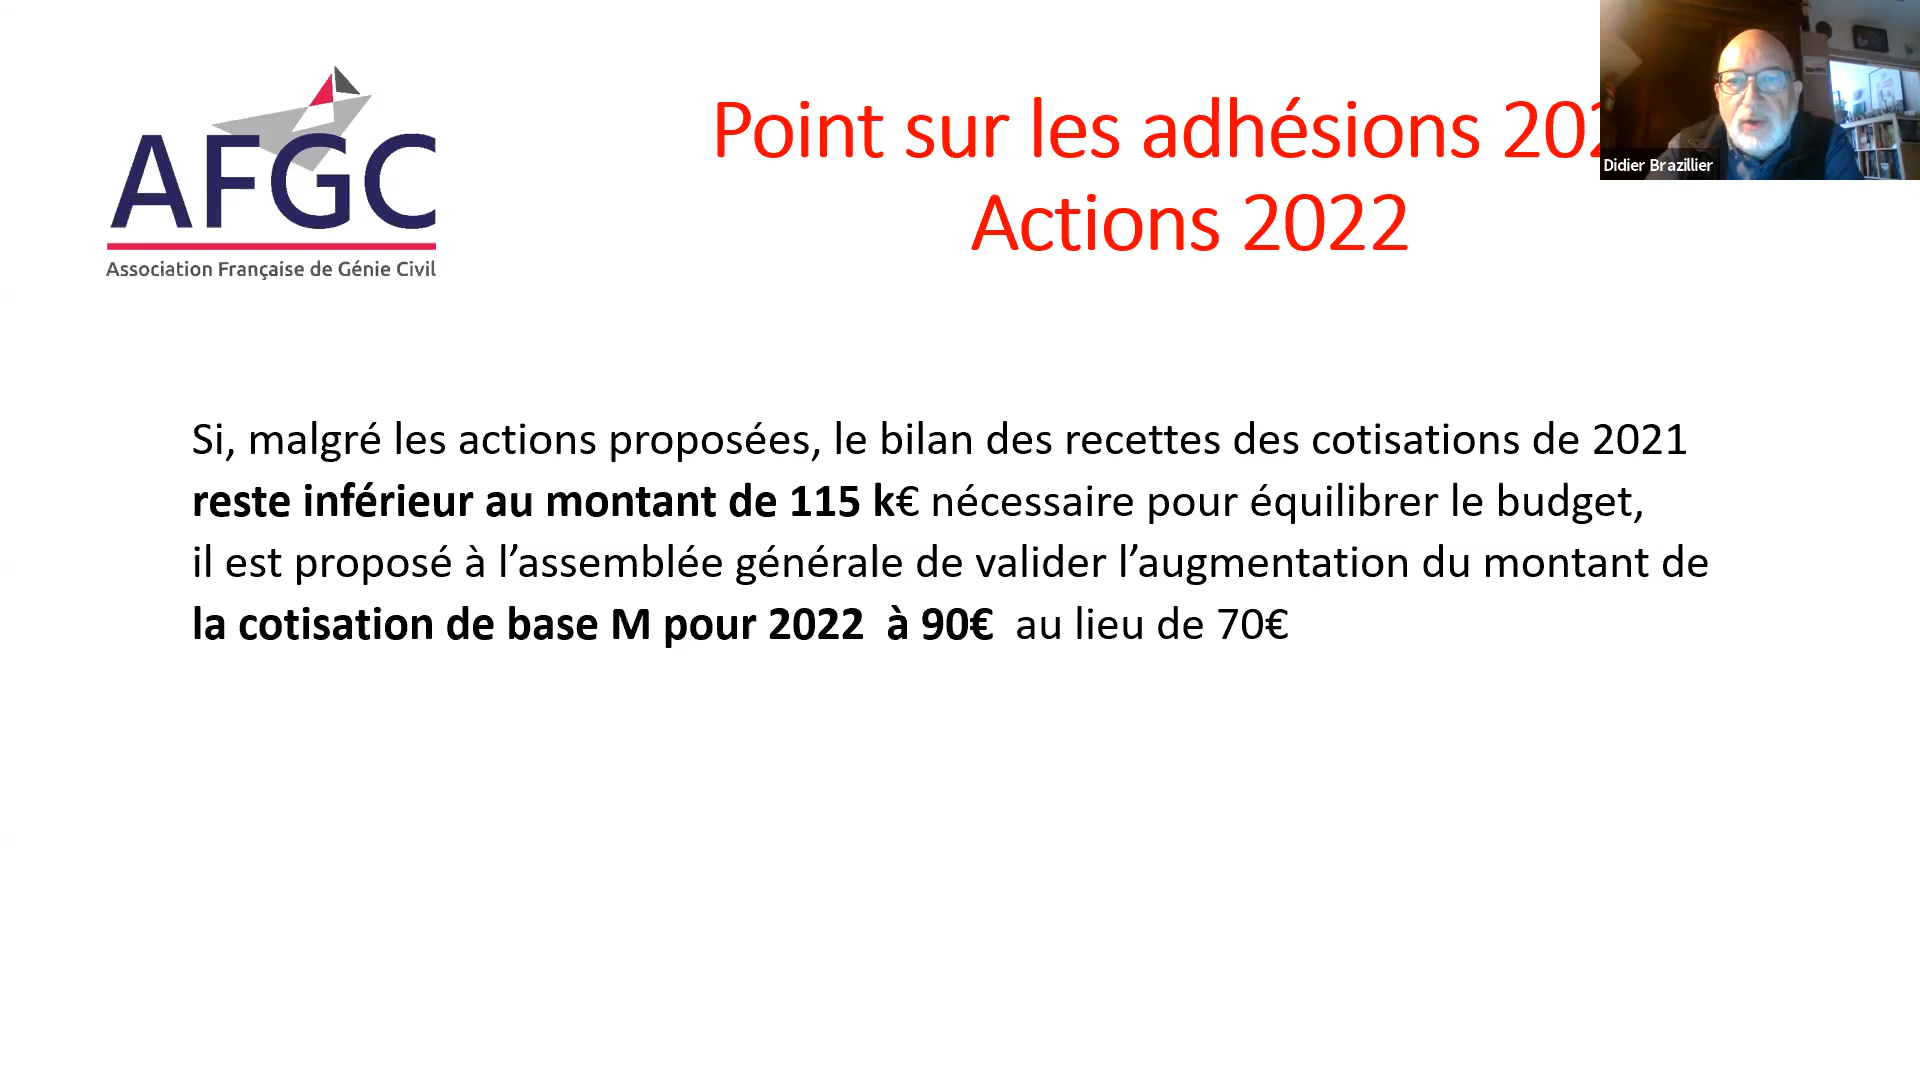 AFGC
Association Française de Génie Civil
Point sur les adhésions
Actions 2022
Didier Brazillier
Si, malgré les actions proposées, le bilan des recettes des cotisations de 2021
reste inférieur au montant de 115 k€ nécessaire pour équilibrer le budget,
il est proposé à l’assemblée générale de valider l’augmentation du montant de
la cotisation de base M pour 2022 à 90€ au lieu de 70€